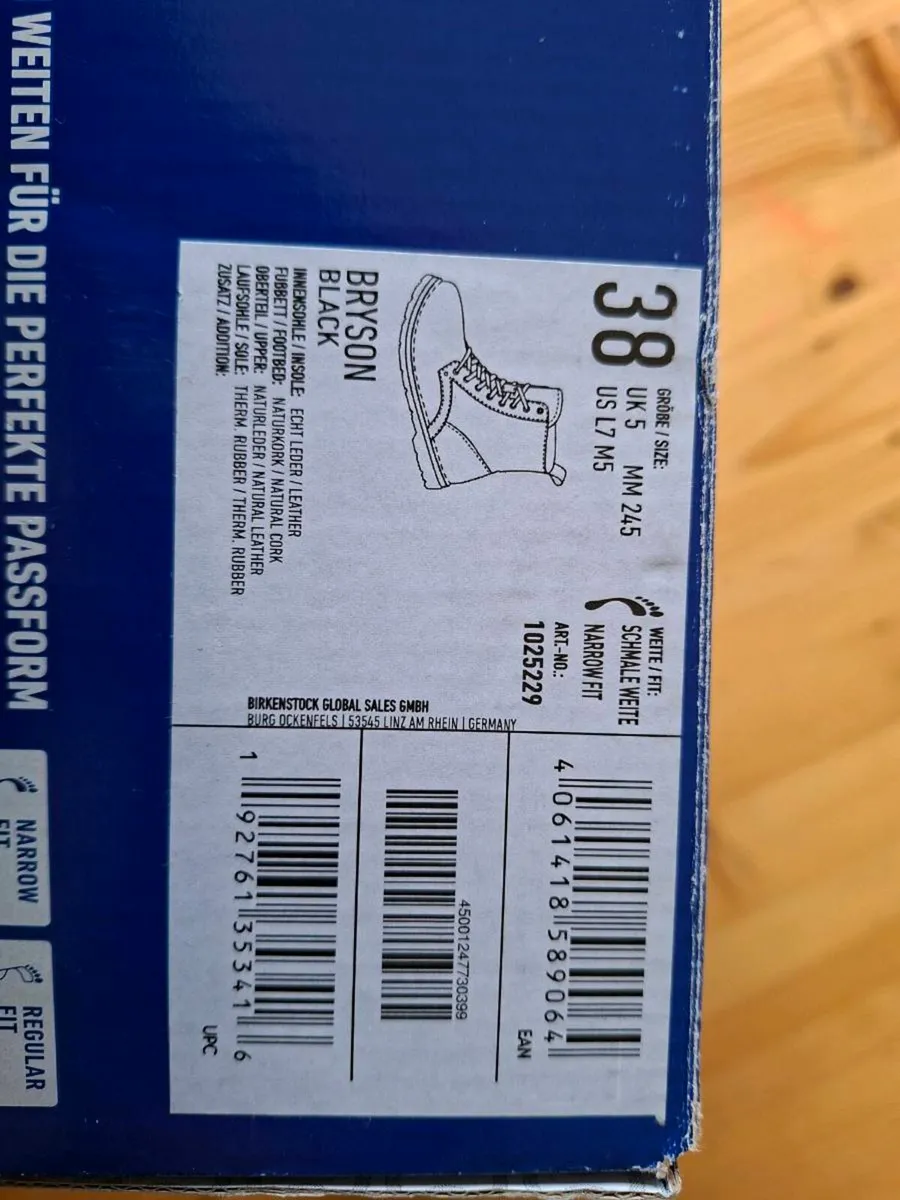 GRÖßE / SIZE:
38
UK 5 MM 245
US L7 M5
WEITE / FIT:
SCHMALE WEITE
NARROW FIT
ART.-NO.:
1025229
BRYSON
BLACK
INNENSOHLE / INSOLE: ECHT LEDER / LEATHER
FUßBETT / FOOTBED: NATURKORK / NATURAL CORK
OBERTEIL / UPPER: NATURLEDER / NATURAL LEATHER
LAUFSOHLE / SOLE: THERM. RUBBER / THERM. RUBBER
ZUSATZ / ADDITION:
BIRKENSTOCK GLOBAL SALES GMBH
BURG OCKENFELS | 53545 LINZ AM RHEIN | GERMANY
4 061418 589064
EAN
45001247730399
1 92761 35341 6
UPC
WEITEN FÜR DIE PERFEKTE PASSFORM
NARROW
FIT
REGULAR
FIT